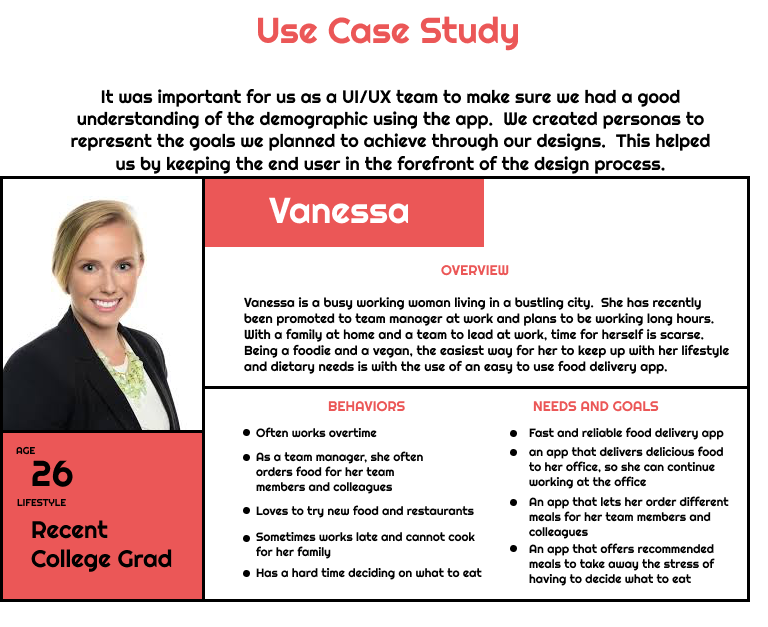 Use Case Study
It was important for us as a UI/UX team to make sure we had a good
understanding of the demographic using the app.  We created personas to
represent the goals we planned to achieve through our designs.  This helped
us by keeping the end user in the forefront of the design process.
Vanessa
OVERVIEW
Vanessa is a busy working woman living in a bustling city.  She has recently
been promoted to team manager at work and plans to be working long hours.
With a family at home and a team to lead at work, time for herself is scarse.
Being a foodie and a vegan, the easiest way for her to keep up with her lifestyle
and dietary needs is with the use of an easy to use food delivery app.
AGE
26
LIFESTYLE
Recent
College Grad
BEHAVIORS
● Often works overtime
● As a team manager, she often
orders food for her team
members and colleagues
● Loves to try new food and restaurants
● Sometimes works late and cannot cook
for her family
● Has a hard time deciding on what to eat
NEEDS AND GOALS
● Fast and reliable food delivery app
● an app that delivers delicious food
to her office, so she can continue
working at the office
● An app that lets her order different
meals for her team members and
colleagues
● An app that offers recommended
meals to take away the stress of
having to decide what to eat